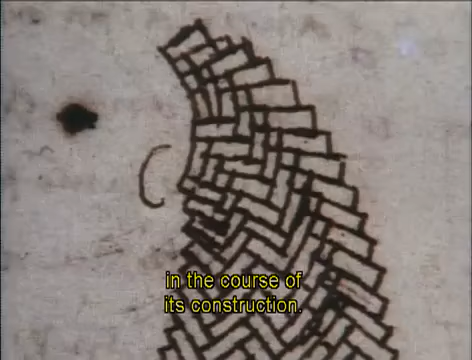 in the course of
its construction.